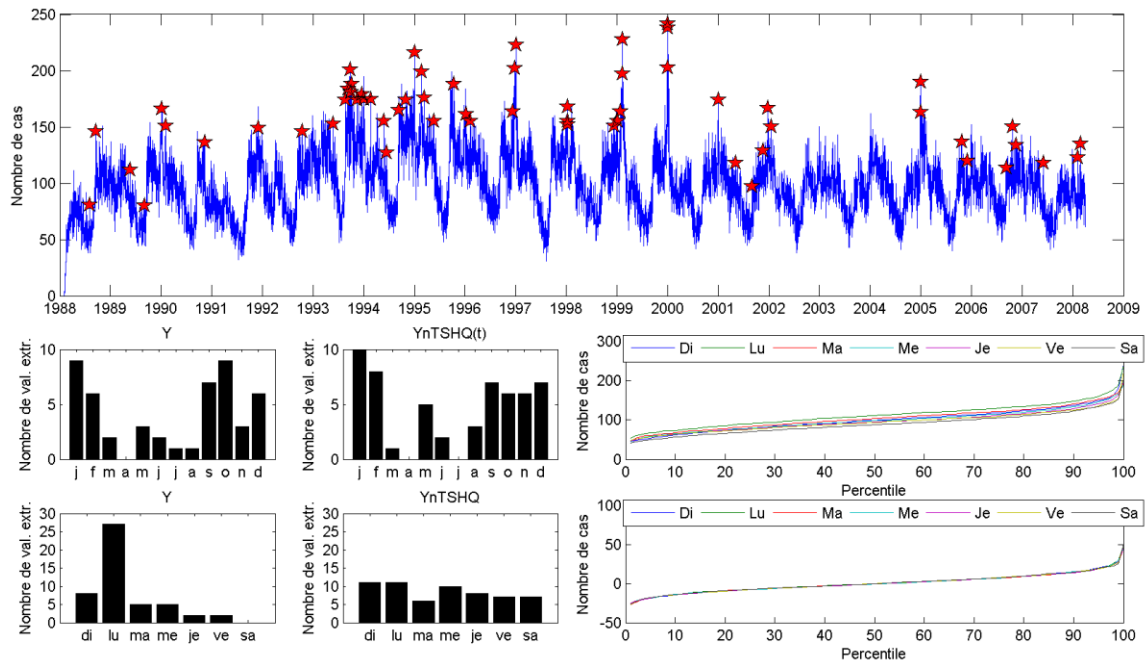 250
200
150
100
50
0
Nombre de cas
1988 1989 1990 1991 1992 1993 1994 1995 1996 1997 1998 1999 2000 2001 2002 2003 2004 2005 2006 2007 2008 2009
Y
10
5
0
Nombre de val. extr.
j f m a m j j a s o n d
YnTSHQ(t)
10
5
0
Nombre de val. extr.
j f m a m j j a s o n d
300
200
100
0
Nombre de cas
Di Lu Ma Me Je Ve Sa
0 10 20 30 40 50 60 70 80 90 100
Percentile
Y
30
25
20
15
10
5
0
Nombre de val. extr.
di lu ma me je ve sa
YnTSHQ
30
25
20
15
10
5
0
Nombre de val. extr.
di lu ma me je ve sa
100
50
0
-50
Nombre de cas
Di Lu Ma Me Je Ve Sa
0 10 20 30 40 50 60 70 80 90 100
Percentile